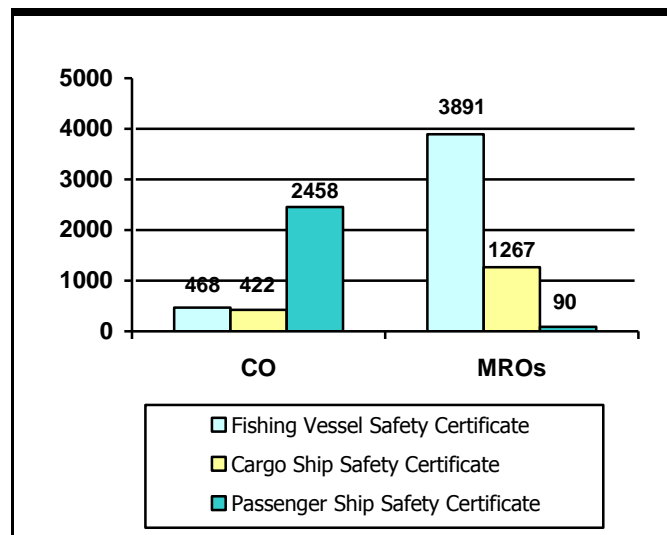 5000
4000
3000
2000
1000
0
468
422
2458
3891
1267
90
CO
MROs
Fishing Vessel Safety Certificate
Cargo Ship Safety Certificate
Passenger Ship Safety Certificate